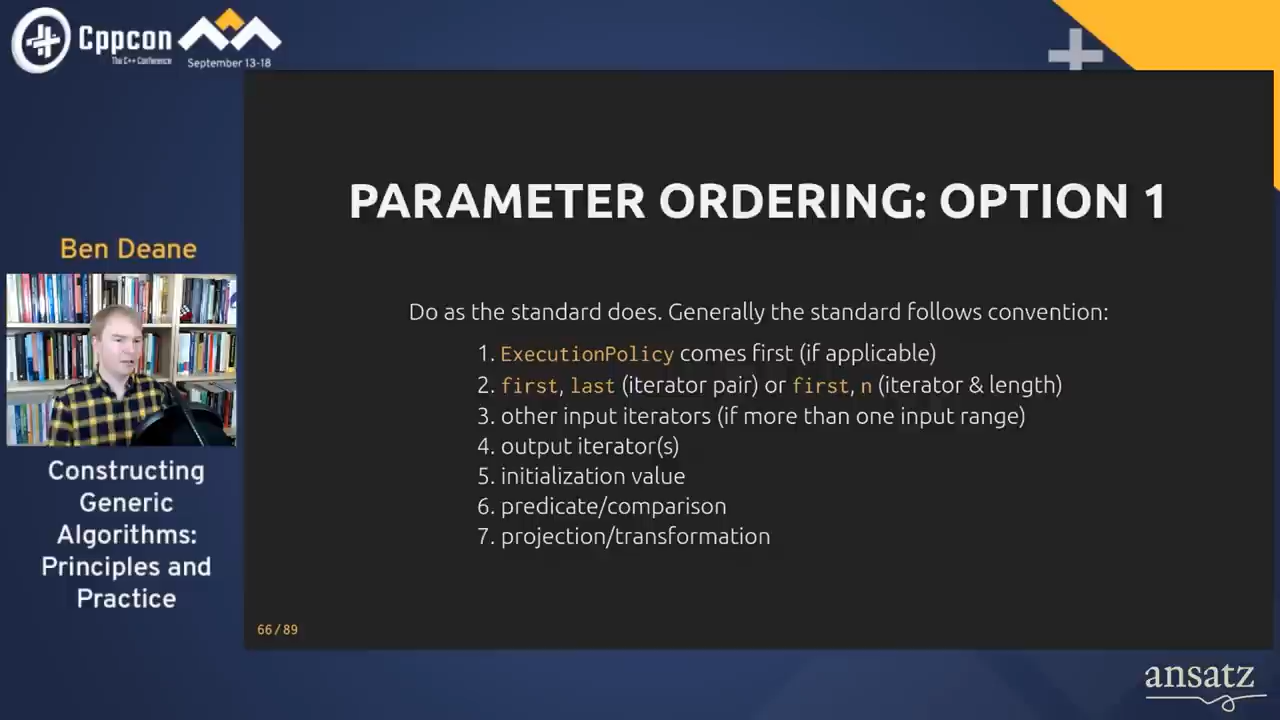 Cppcon
The C++ Conference
September 13-18
PARAMETER ORDERING: OPTION 1
Ben Deane
Do as the standard does. Generally the standard follows convention:
1. ExecutionPolicy comes first (if applicable)
2. first, last (iterator pair) or first, n (iterator & length)
3. other input iterators (if more than one input range)
4. output iterator(s)
5. initialization value
6. predicate/comparison
7. projection/transformation
Constructing
Generic
Algorithms:
Principles and
Practice
66 / 89
ansatz